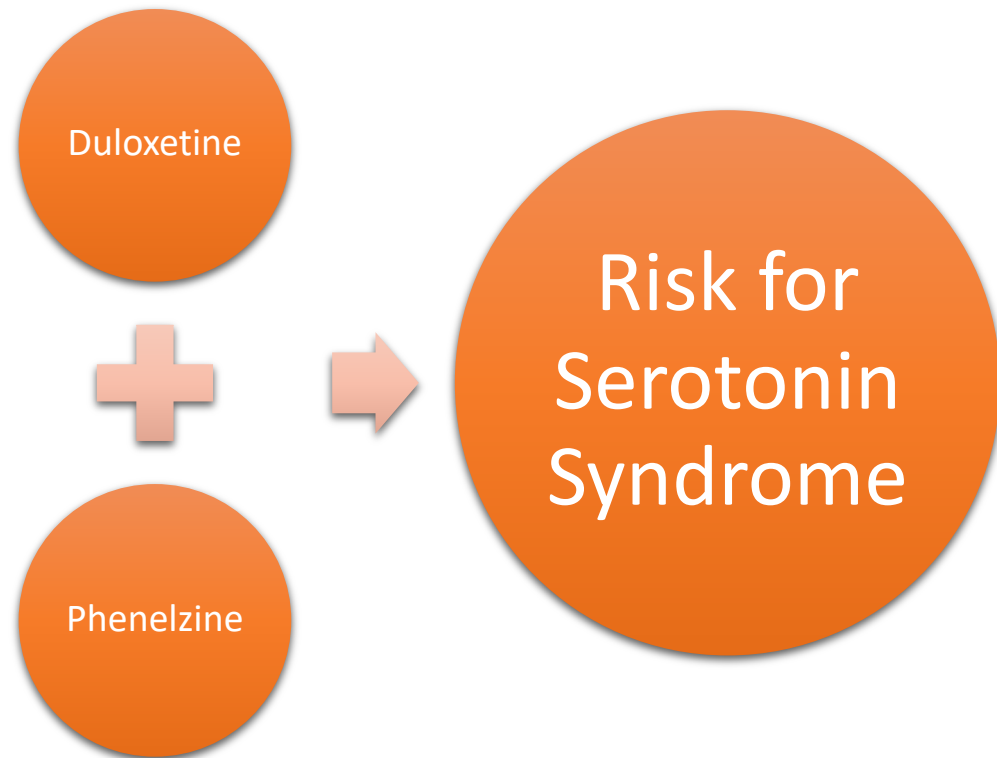 Duloxetine
Phenelzine
Risk for
Serotonin
Syndrome